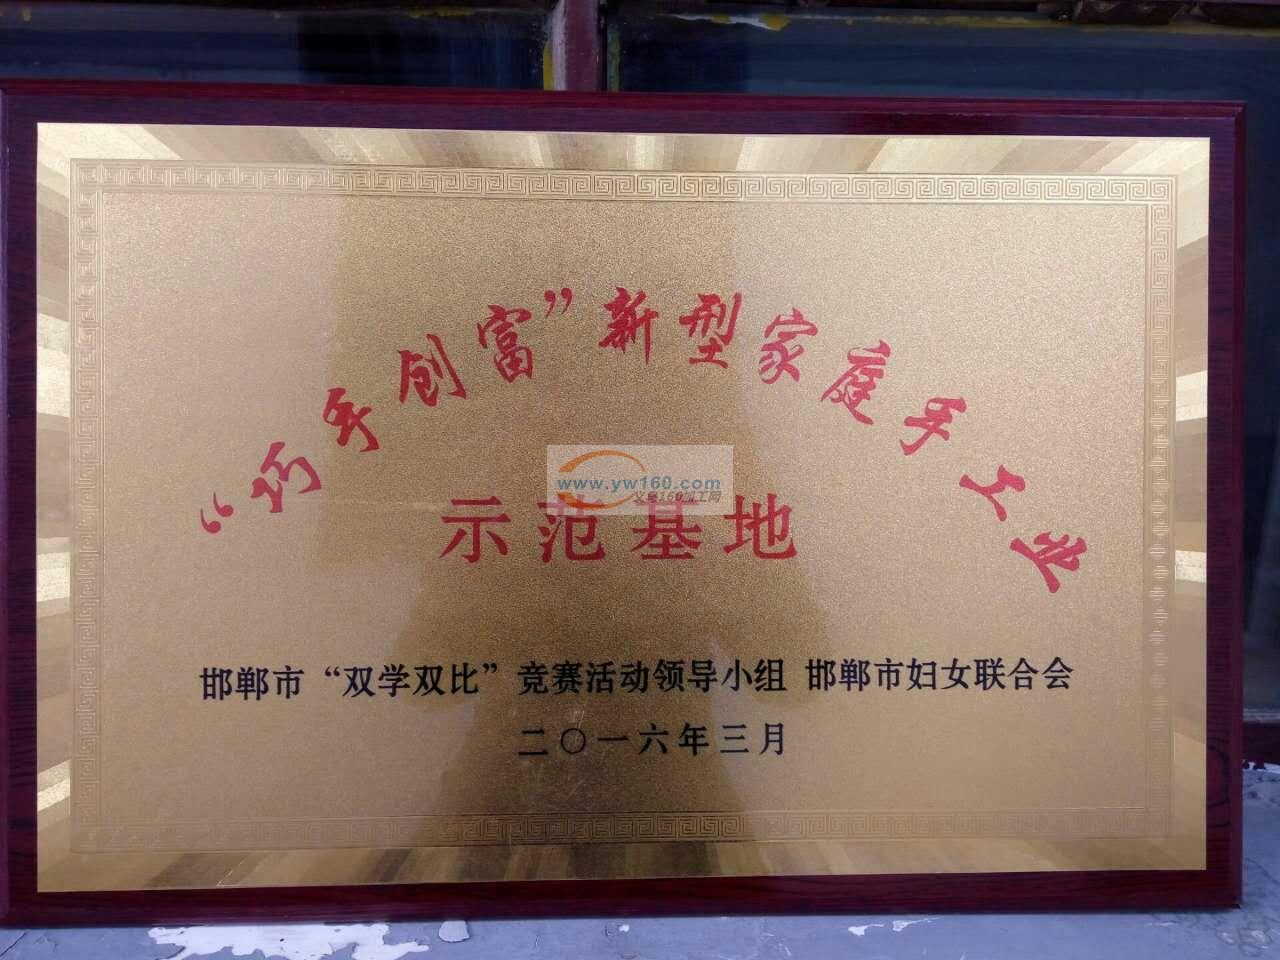 “巧手创富”新型家庭手工业
www.yw160.com
义乌160加工网
示范基地
邯郸市“双学双比”竞赛活动领导小组 邯郸市妇女联合会
二〇一六年三月